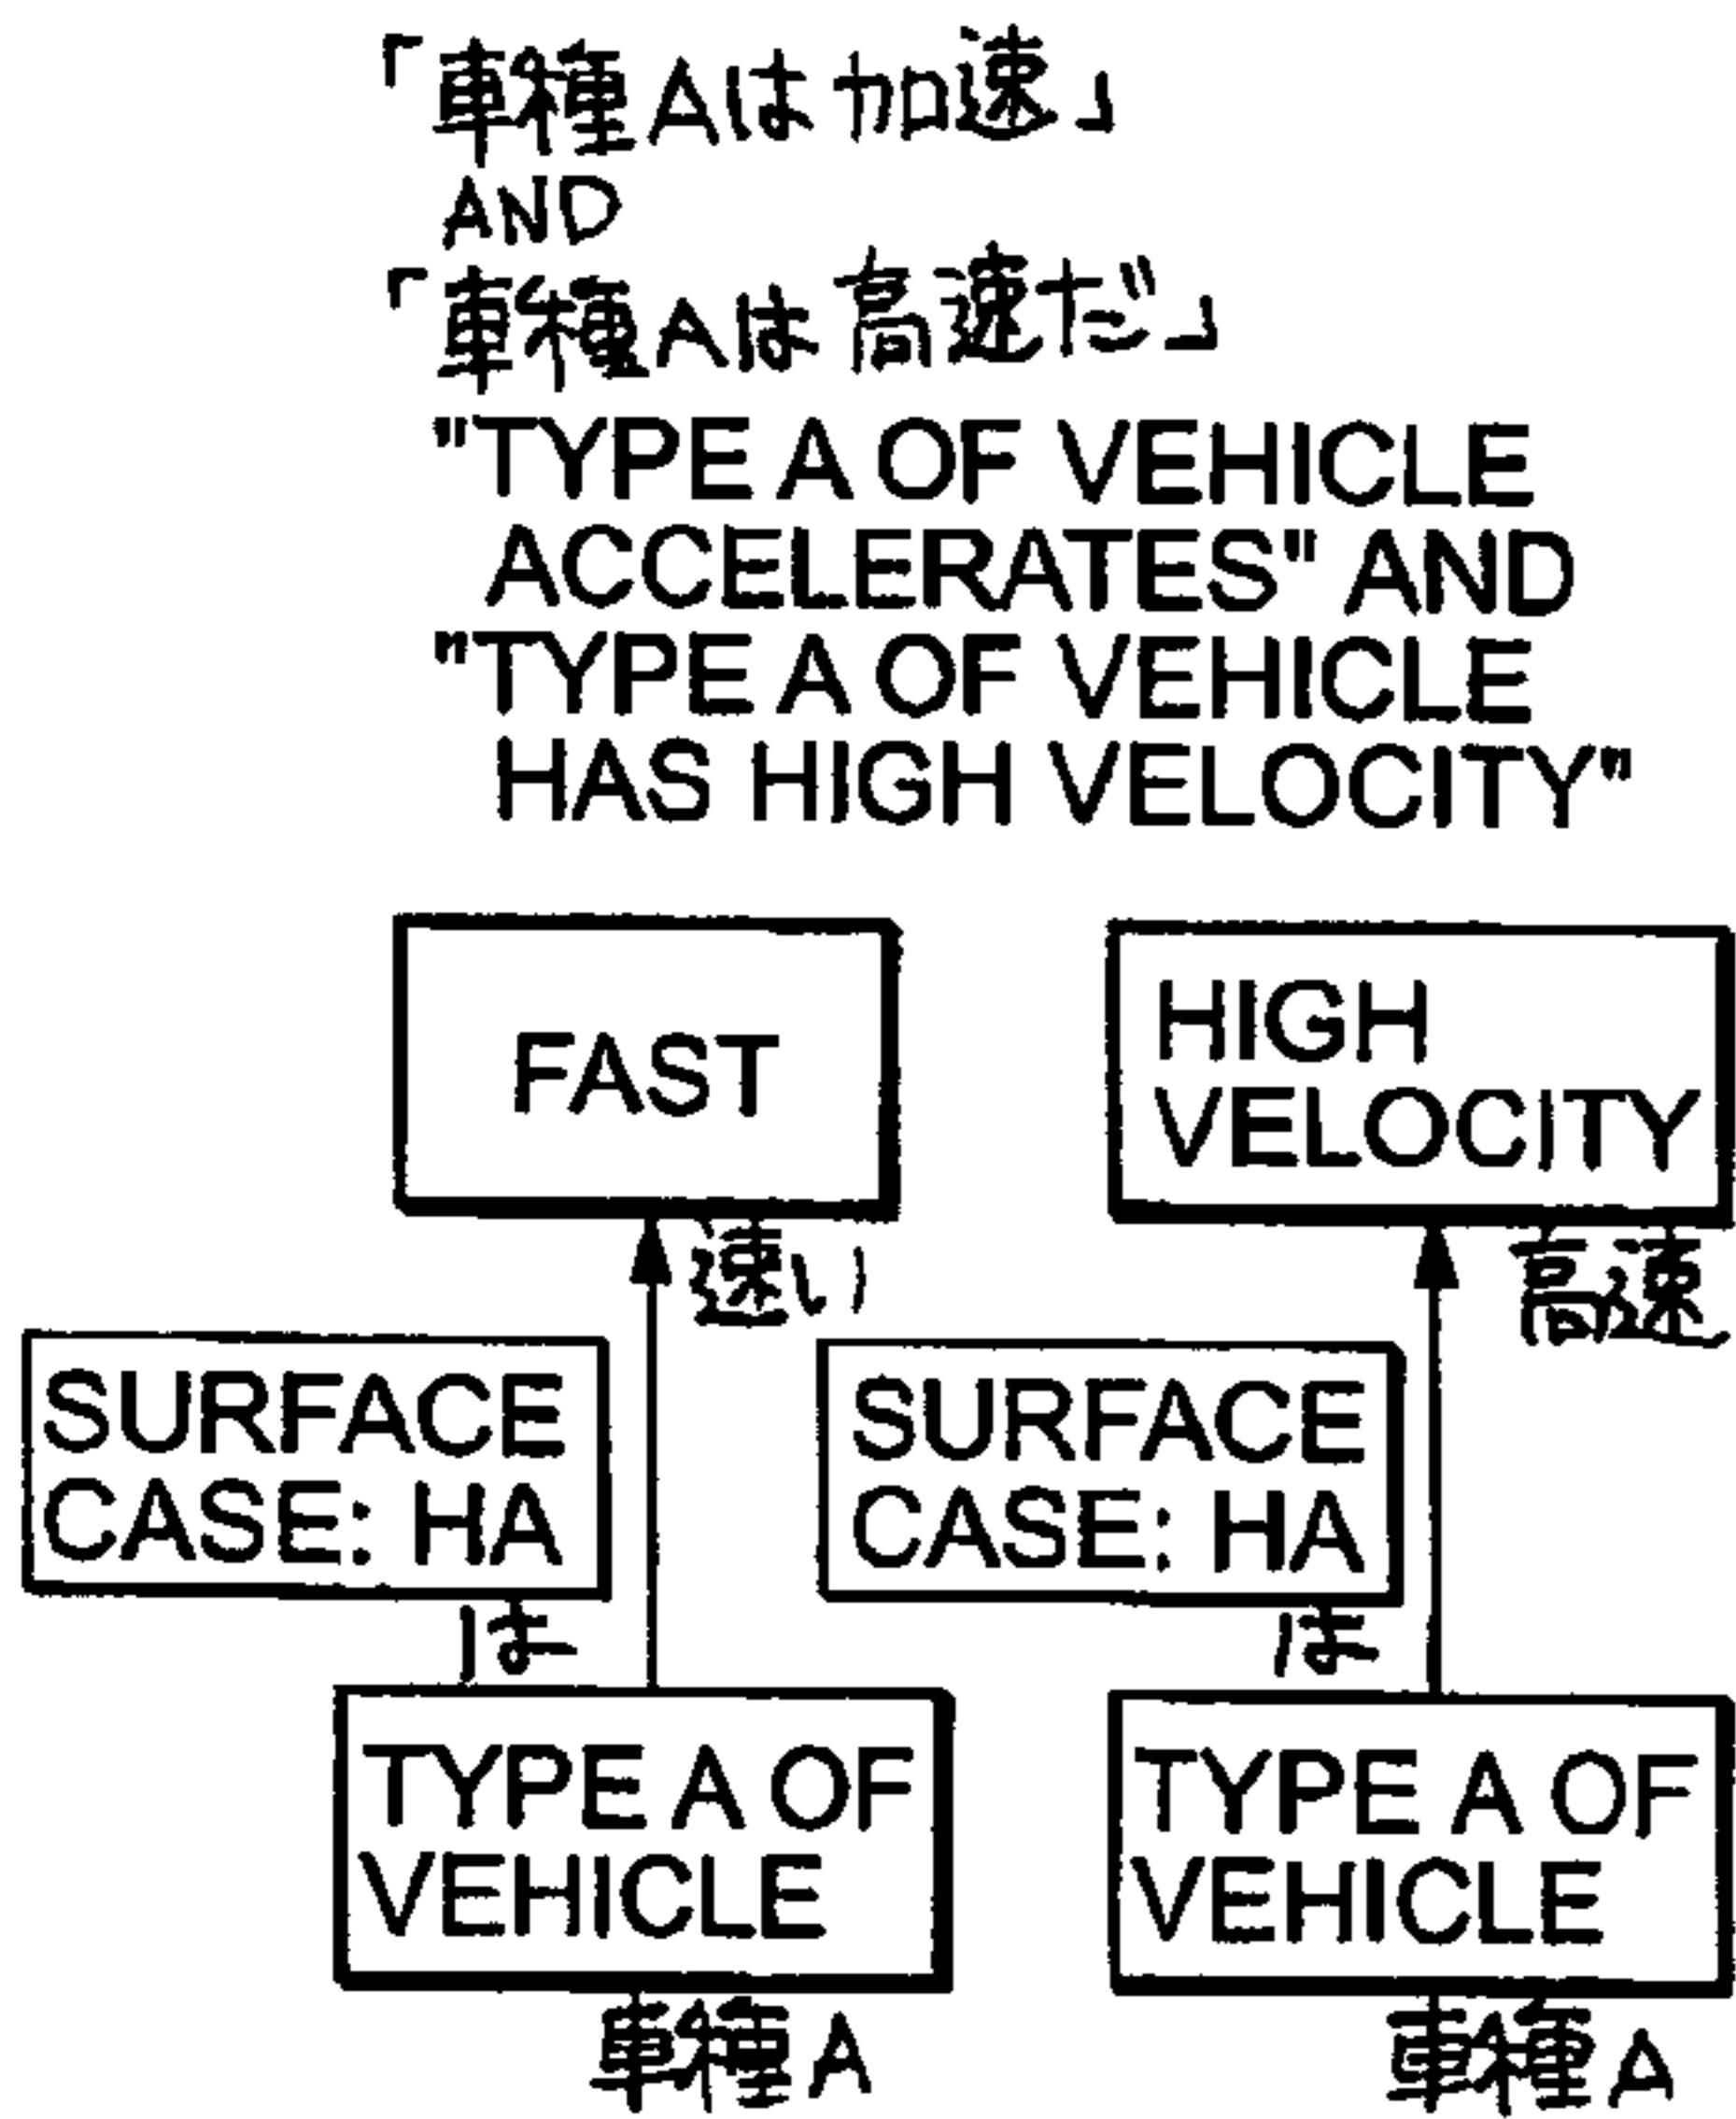 「車種Aは加速」
AND
「車種Aは高速だ」
"TYPE A OF VEHICLE
ACCELERATES" AND
"TYPE A OF VEHICLE
HAS HIGH VELOCITY"
FAST
速い
HIGH
VELOCITY
高速
SURFACE
CASE: HA
は
SURFACE
CASE: HA
は
TYPE A OF
VEHICLE
車種A
TYPE A OF
VEHICLE
車種A